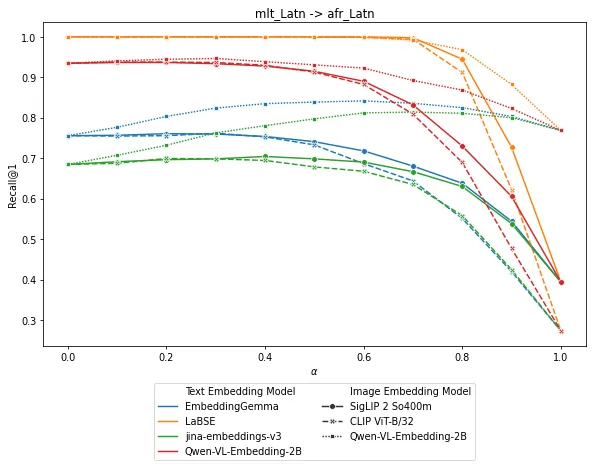 mlt_Latn -> afr_Latn
Recall@1
1.0
0.9
0.8
0.7
0.6
0.5
0.4
0.3
0.0 0.2 0.4 0.6 0.8 1.0
α
Text Embedding Model
EmbeddingGemma
LaBSE
jina-embeddings-v3
Qwen-VL-Embedding-2B
Image Embedding Model
SigLIP 2 So400m
CLIP ViT-B/32
Qwen-VL-Embedding-2B